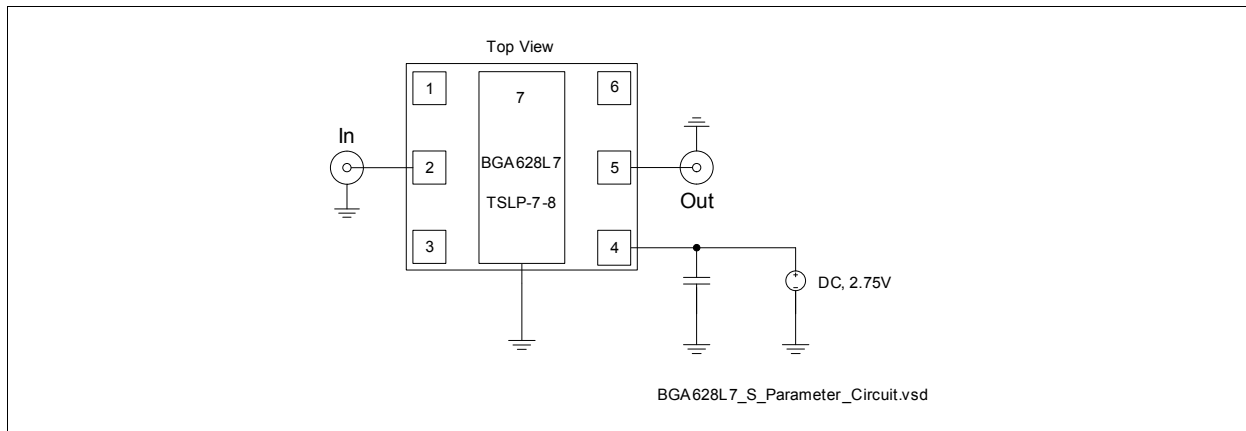 Top View
1
7
6
In
2
BGA628L7
5
TSLP-7-8
Out
3
4
+
-
DC, 2.75V
BGA628L7_S_Parameter_Circuit.vsd